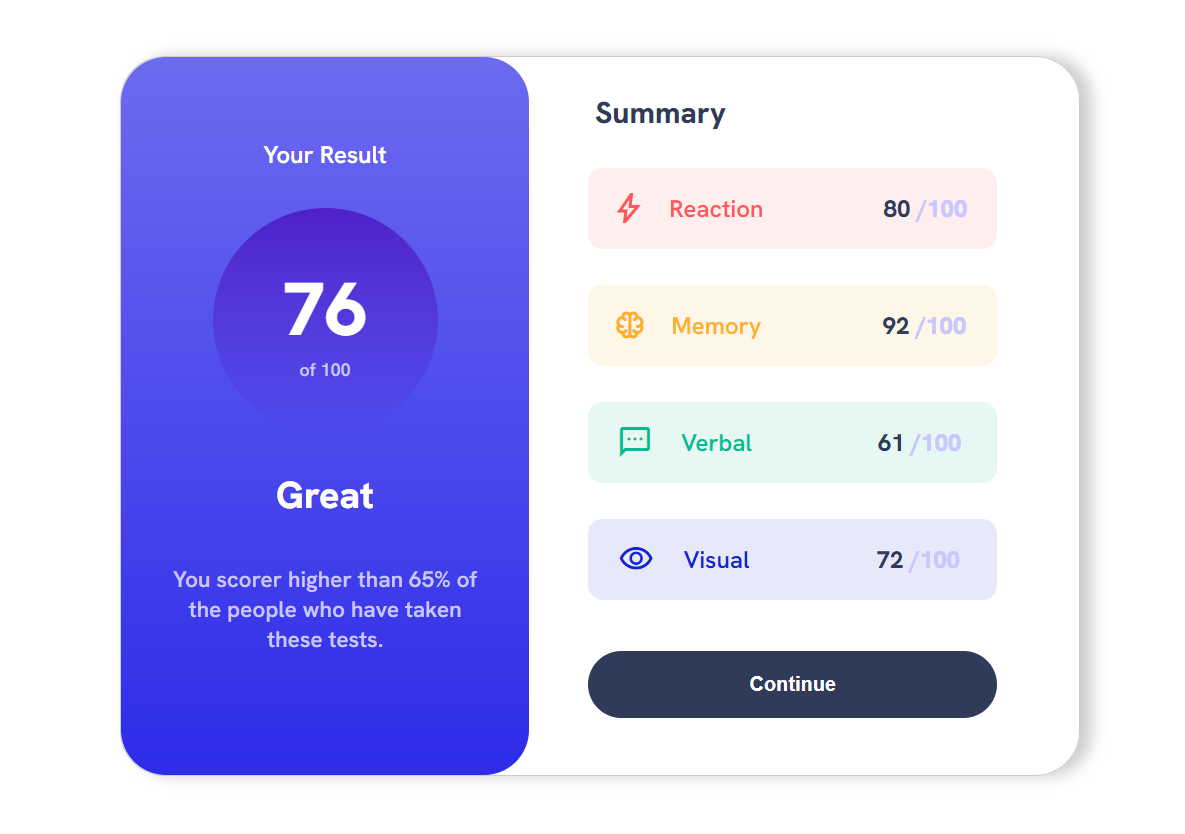 Your Result
76
of 100
Great
You scorer higher than 65% of
the people who have taken
these tests.
Summary
Reaction 80 /100
Memory 92 /100
Verbal 61 /100
Visual 72 /100
Continue